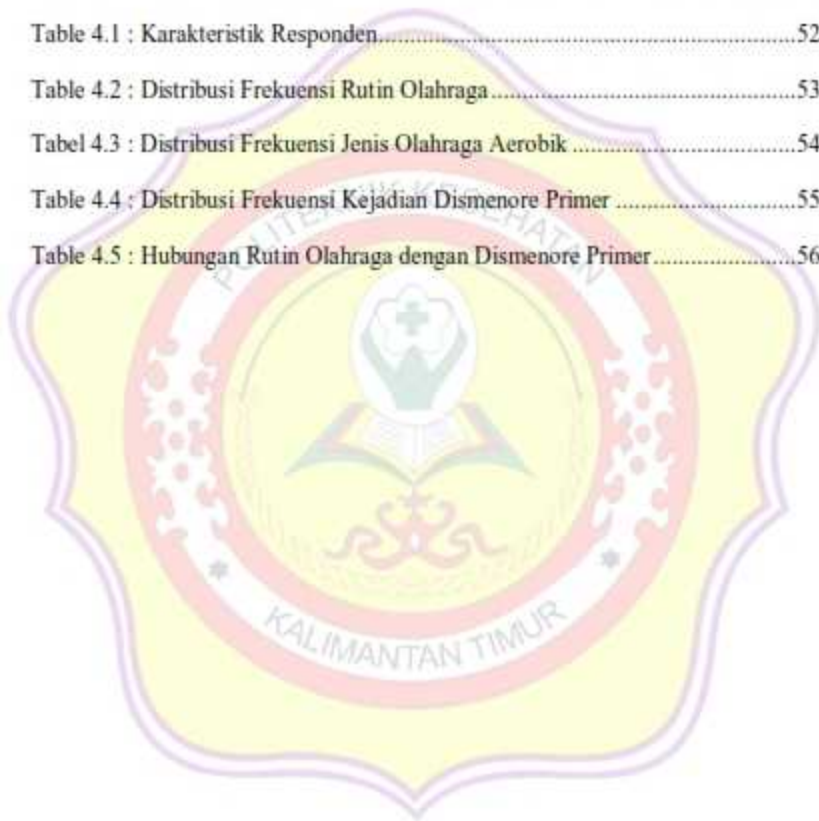 Table 4.1 : Karakteristik Responden.......................................................................52
Table 4.2 : Distribusi Frekuensi Rutin Olahraga....................................................53
Tabel 4.3 : Distribusi Frekuensi Jenis Olahraga Aerobik ......................................54
Table 4.4 : Distribusi Frekuensi Kejadian Dismenore Primer ..............................55
Table 4.5 : Hubungan Rutin Olahraga dengan Dismenore Primer........................56
POLITEKNIK KESEHATAN
KALIMANTAN TIMUR